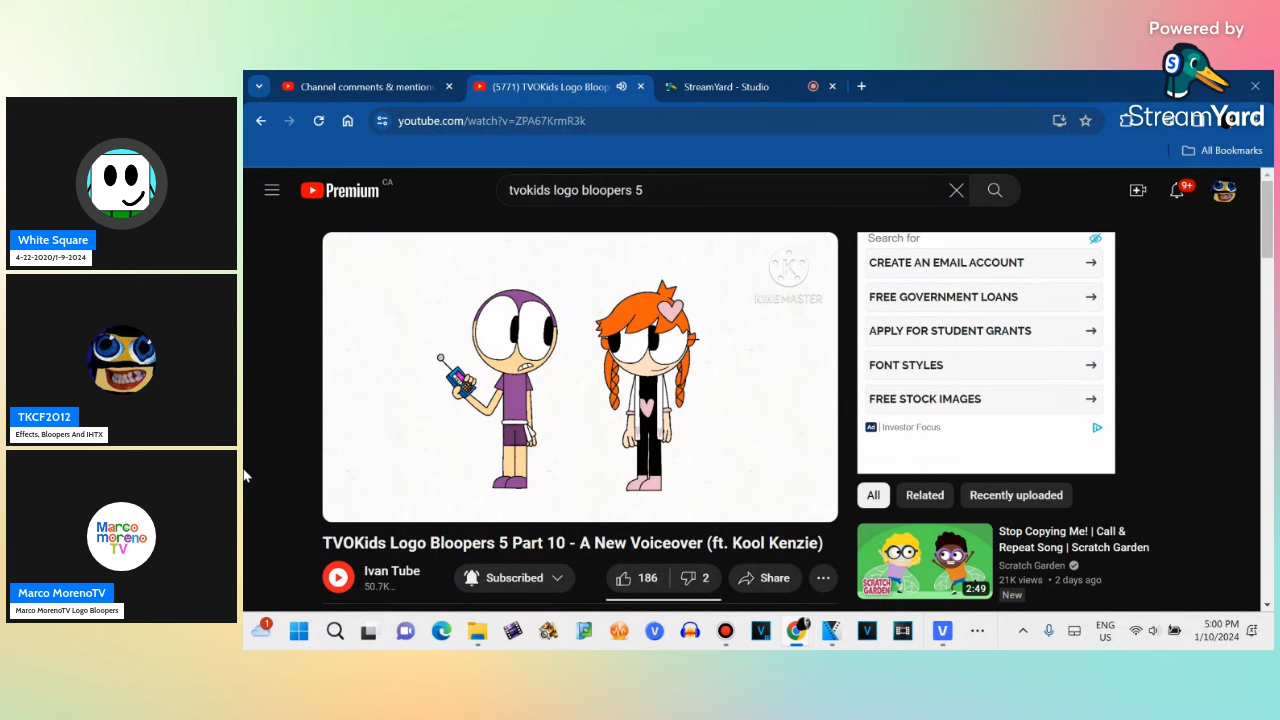 Powered by
StreamYard
Channel comments & mentions
(5771) TVOKids Logo Bloop
StreamYard - Studio
youtube.com/watch?v=ZPA67KrmR3k
All Bookmarks
Premium CA
tvokids logo bloopers 5
9+
White Square
4-22-2020/1-9-2024
TKCF2012
Effects, Bloopers And IHTX
Marco
moreno
TV
Marco MorenoTV
Marco MorenoTV Logo Bloopers
KINEMASTER
Search for
CREATE AN EMAIL ACCOUNT
FREE GOVERNMENT LOANS
APPLY FOR STUDENT GRANTS
FONT STYLES
FREE STOCK IMAGES
Ad Investor Focus
All Related Recently uploaded
TVOKids Logo Bloopers 5 Part 10 - A New Voiceover (ft. Kool Kenzie)
Ivan Tube
50.7K...
Subscribed
186 2 Share
SCRATCH GARDEN
2:49
Stop Copying Me! | Call &
Repeat Song | Scratch Garden
Scratch Garden
21K views • 2 days ago
New
1
ENG
US
5:00 PM
1/10/2024